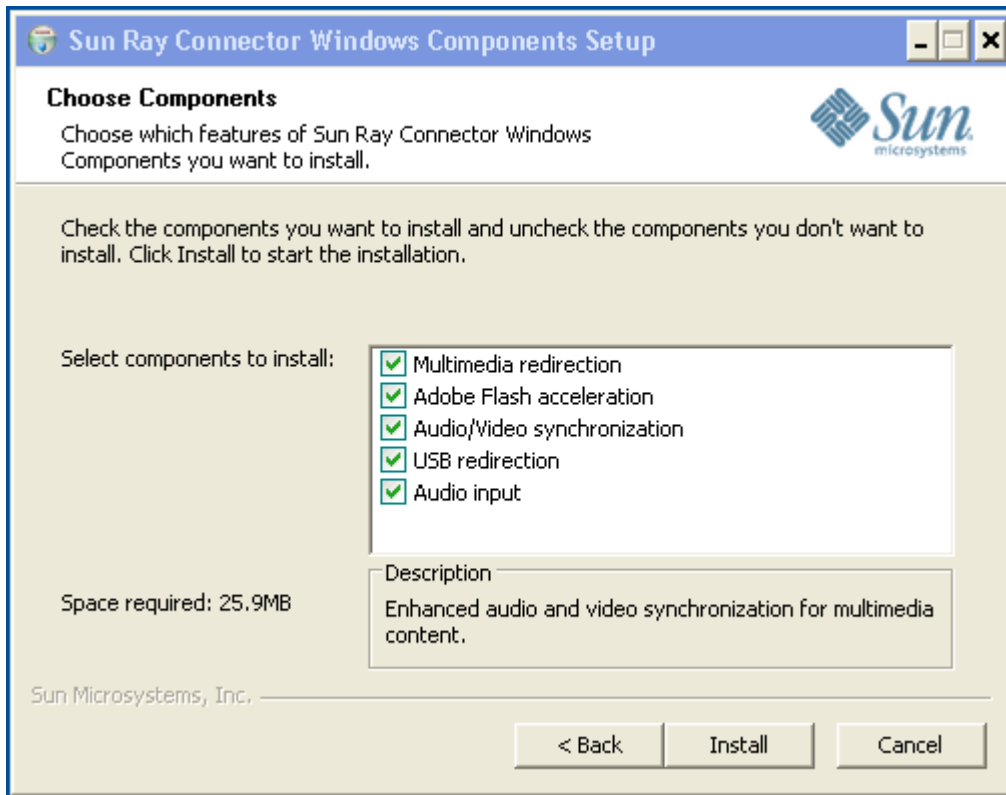 Sun Ray Connector Windows Components Setup
Choose Components
Choose which features of Sun Ray Connector Windows
Components you want to install.
Sun
microsystems
Check the components you want to install and uncheck the components you don't want to
install. Click Install to start the installation.
Select components to install:
Multimedia redirection
Adobe Flash acceleration
Audio/Video synchronization
USB redirection
Audio input
Space required: 25.9MB
Description
Enhanced audio and video synchronization for multimedia
content.
Sun Microsystems, Inc.
< Back
Install
Cancel